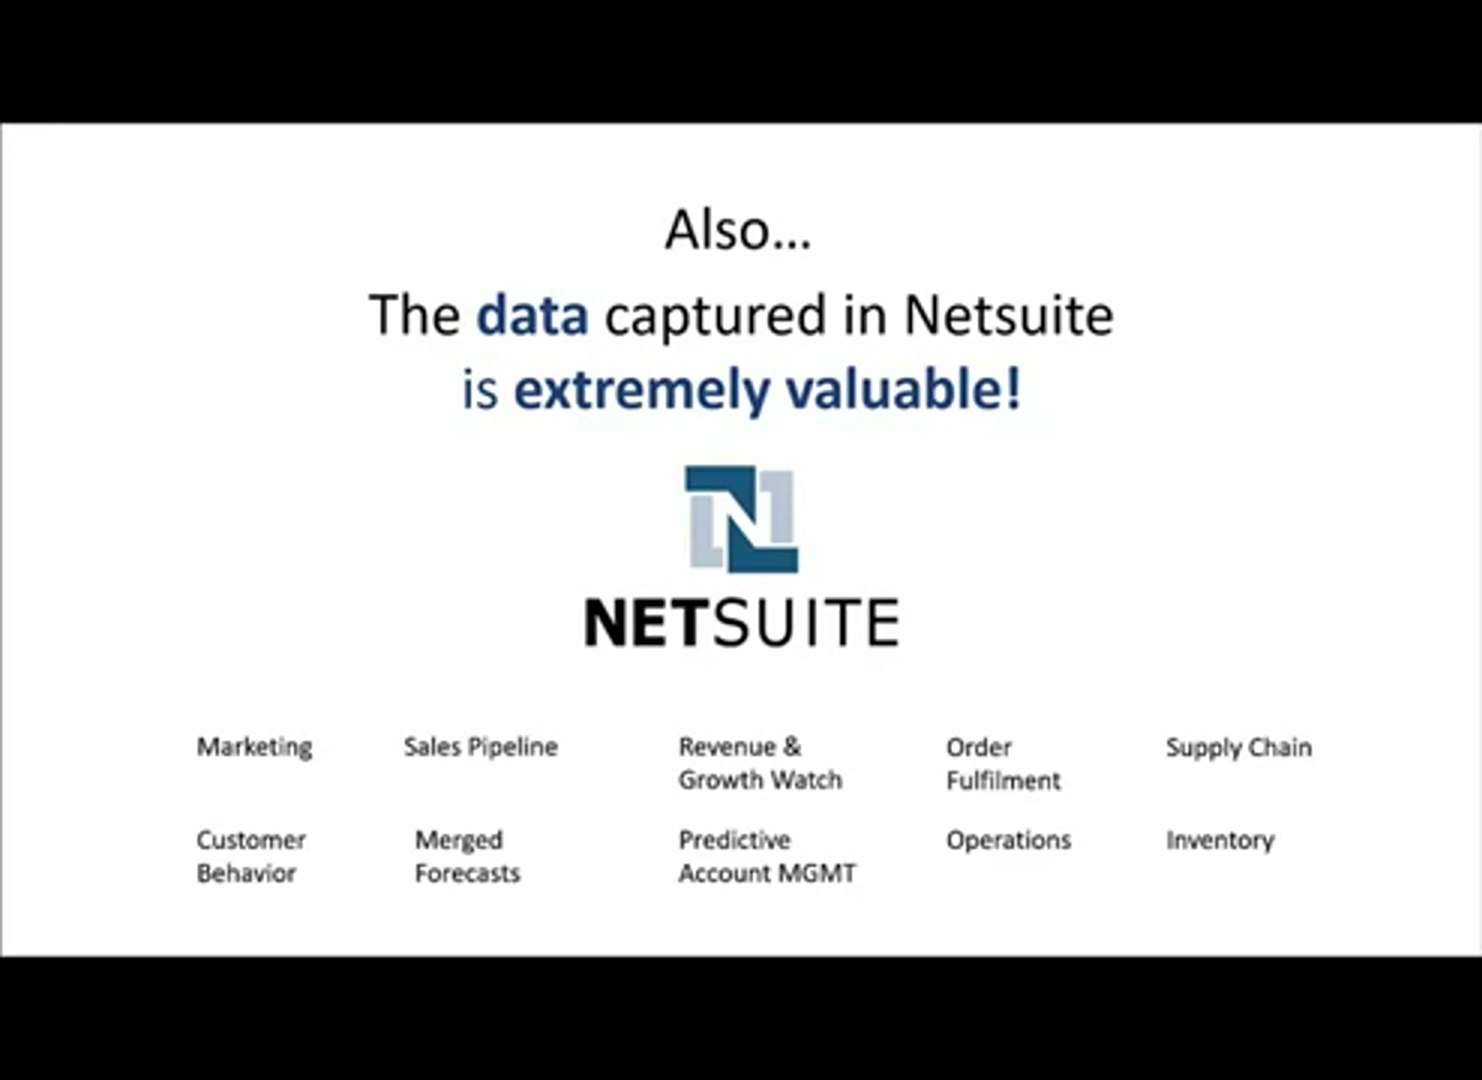 Also...
The data captured in Netsuite
is extremely valuable!
N
NETSUITE
Marketing
Sales Pipeline
Revenue &
Growth Watch
Order
Fulfilment
Supply Chain
Customer
Behavior
Merged
Forecasts
Predictive
Account MGMT
Operations
Inventory